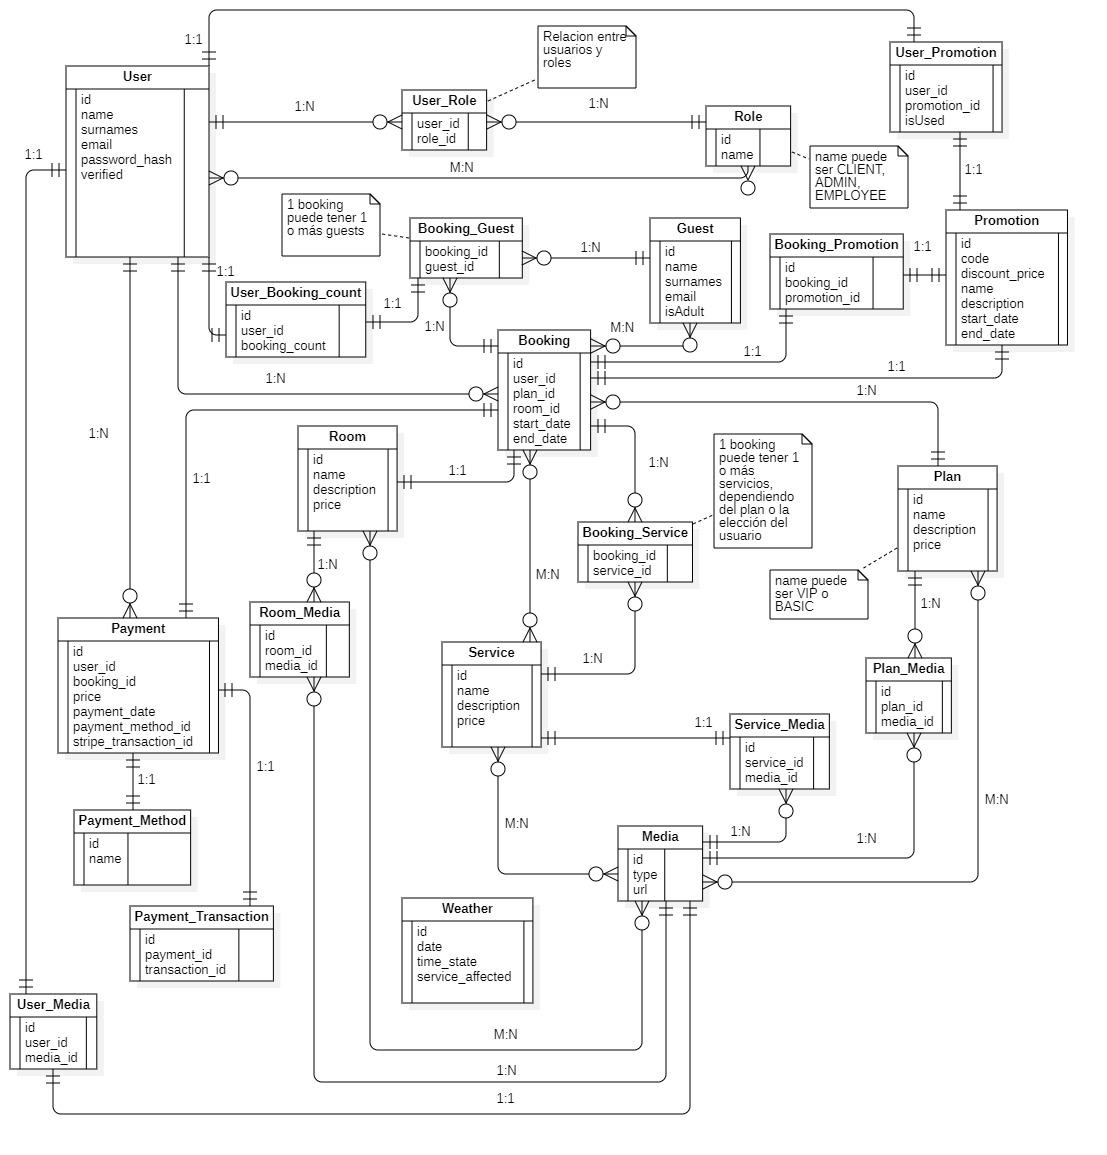 1:1
User
id
name
surnames
email
password_hash
verified
1:N
User_Role
user_id
role_id
Relacion entre
usuarios y
roles
1:N
Role
id
name
M:N
name puede
ser CLIENT,
ADMIN,
EMPLOYEE
User_Promotion
id
user_id
promotion_id
isUsed
1:1
1:1
1 booking
puede tener 1
o más guests
Booking_Guest
booking_id
guest_id
1:N
Guest
id
name
surnames
email
isAdult
Booking_Promotion
id
booking_id
promotion_id
1:1
Promotion
id
code
discount_price
name
description
start_date
end_date
1:1
User_Booking_count
id
user_id
booking_count
1:1
1:N
M:N
1:1
1:1
Booking
id
user_id
plan_id
room_id
start_date
end_date
1:N
1:N
1:N
1:1
Room
id
name
description
price
1:1
1:N
1 booking
puede tener 1
o más
servicios,
dependiendo
del plan o la
elección del
usuario
Plan
id
name
description
price
Booking_Service
booking_id
service_id
name puede
ser VIP o
BASIC
1:N
M:N
1:N
Room_Media
id
room_id
media_id
Payment
id
user_id
booking_id
price
payment_date
payment_method_id
stripe_transaction_id
Service
id
name
description
price
1:N
Plan_Media
id
plan_id
media_id
1:1
Service_Media
id
service_id
media_id
1:1
1:1
Payment_Method
id
name
M:N
1:N
1:N
M:N
Media
id
type
url
Payment_Transaction
id
payment_id
transaction_id
Weather
id
date
time_state
service_affected
User_Media
id
user_id
media_id
M:N
1:N
1:1